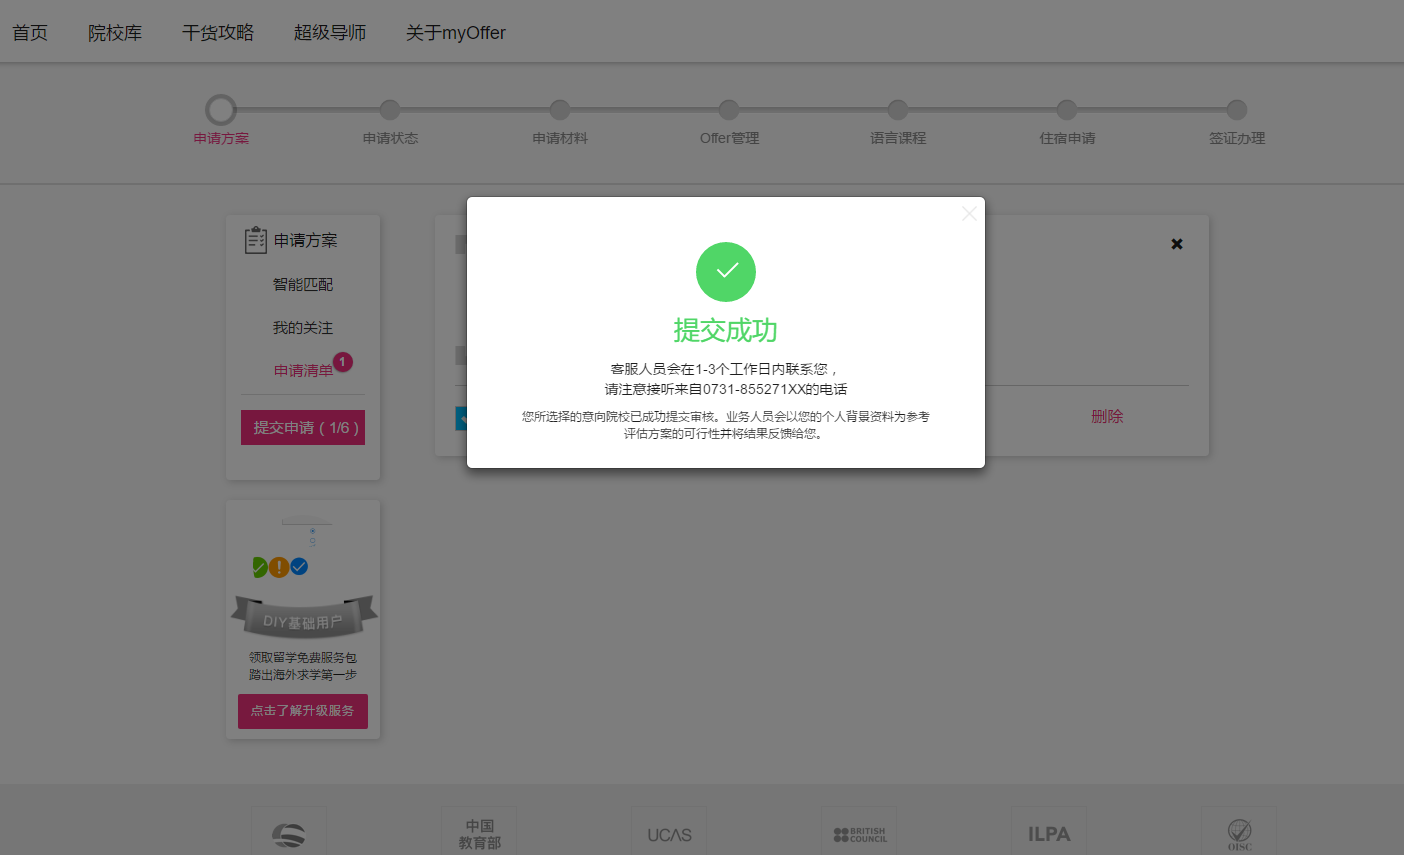 首页 院校库 干货攻略 超级导师 关于myOffer
申请方案 申请状态 申请材料 Offer管理 语言课程 住宿申请 签证办理
申请方案
智能匹配
我的关注
申请清单 1
提交申请 ( 1/6 )
提交成功
客服人员会在1-3个工作日内联系您，
请注意接听来自0731-855271XX的电话
您所选择的意向院校已成功提交审核。业务人员会以您的个人背景资料为参考
评估方案的可行性并将结果反馈给您。
删除
DIY基础用户
领取留学免费服务包
踏出海外求学第一步
点击了解升级服务
中国
教育部
UCAS
BRITISH
COUNCIL
ILPA
OISC